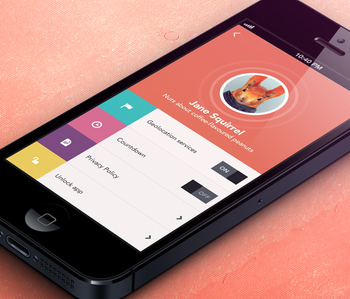 10:40 PM
Jane Squirrel
Nuts about coffee-flavoured peanuts
Geolocation services
ON
Countdown
OFF
Privacy Policy
Unlock app